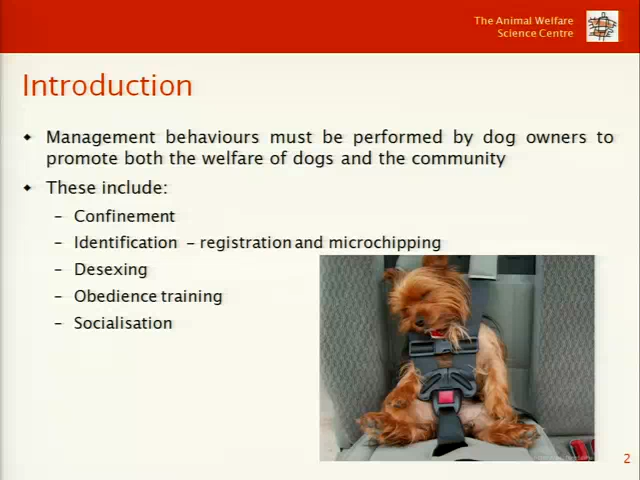 The Animal Welfare
Science Centre
Introduction
Management behaviours must be performed by dog owners to
promote both the welfare of dogs and the community
These include:
– Confinement
– Identification – registration and microchipping
– Desexing
– Obedience training
– Socialisation
2